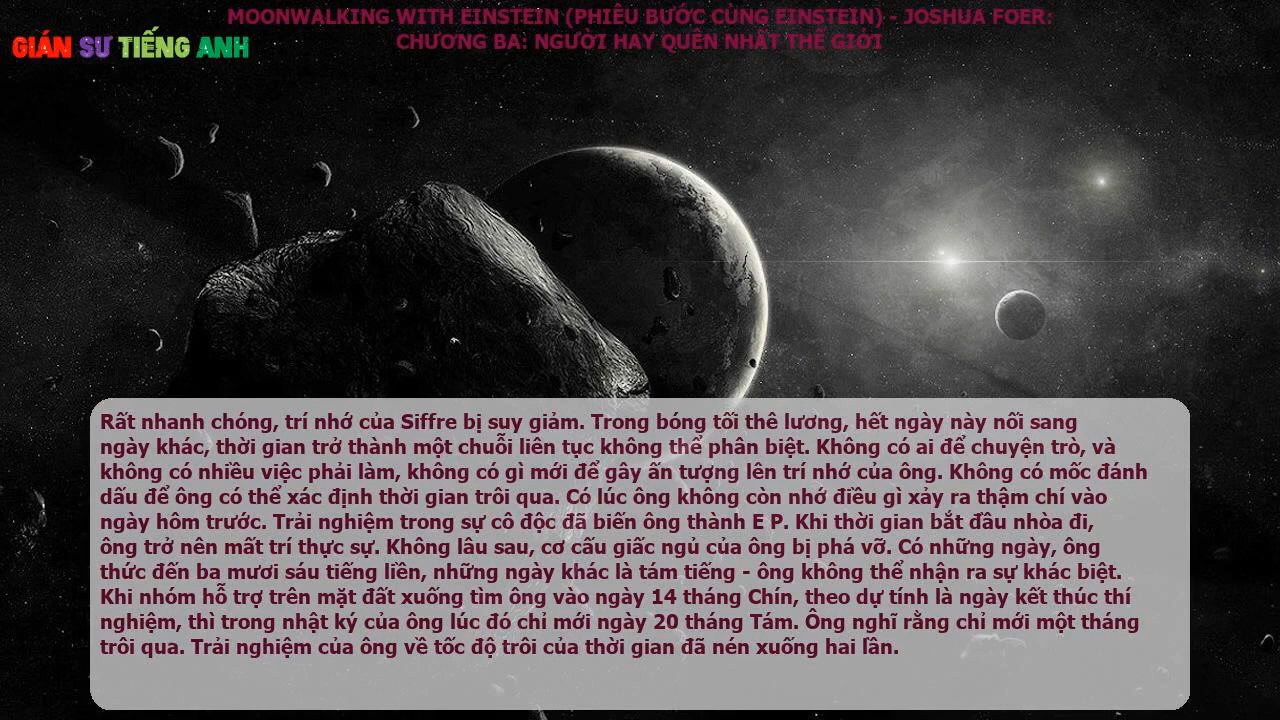 MOONWALKING WITH EINSTEIN (PHIÊU BƯỚC CÙNG EINSTEIN) - JOSHUA FOER:
CHƯƠNG BA: NGƯỜI HAY QUÊN NHẤT THẾ GIỚI
GIÁN SƯ TIẾNG ANH
Rất nhanh chóng, trí nhớ của Siffre bị suy giảm. Trong bóng tối thê lương, hết ngày này nối sang
ngày khác, thời gian trở thành một chuỗi liên tục không thể phân biệt. Không có ai để chuyện trò, và
không có nhiều việc phải làm, không có gì mới để gây ấn tượng lên trí nhớ của ông. Không có mốc đánh
dấu để ông có thể xác định thời gian trôi qua. Có lúc ông không còn nhớ điều gì xảy ra thậm chí vào
ngày hôm trước. Trải nghiệm trong sự cô độc đã biến ông thành E P. Khi thời gian bắt đầu nhòa đi,
ông trở nên mất trí thực sự. Không lâu sau, cơ cấu giấc ngủ của ông bị phá vỡ. Có những ngày, ông
thức đến ba mươi sáu tiếng liền, những ngày khác là tám tiếng - ông không thể nhận ra sự khác biệt.
Khi nhóm hỗ trợ trên mặt đất xuống tìm ông vào ngày 14 tháng Chín, theo dự tính là ngày kết thúc thí
nghiệm, thì trong nhật ký của ông lúc đó chỉ mới ngày 20 tháng Tám. Ông nghĩ rằng chỉ mới một tháng
trôi qua. Trải nghiệm của ông về tốc độ trôi của thời gian đã nén xuống hai lần.